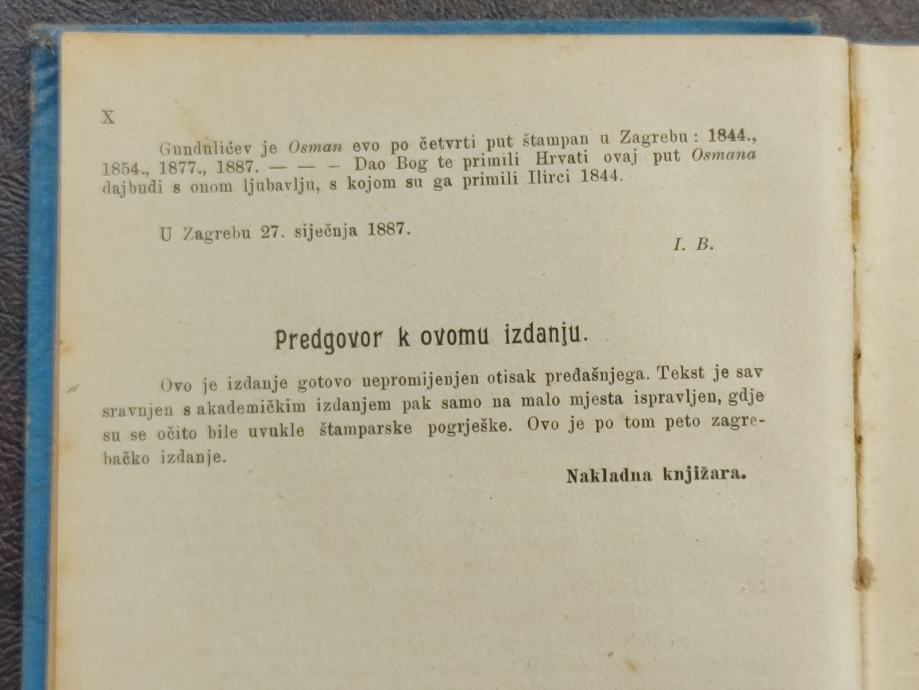 X
Gundulićev je Osman evo po četvrti put štampan u Zagrebu: 1844.,
1854., 1877., 1887. — — — Dao Bog te primili Hrvati ovaj put Osmana
dajbudi s onom ljubavlju, s kojom su ga primili Ilirci 1844.
U Zagrebu 27. siječnja 1887.
I. B.
Predgovor k ovomu izdanju.
Ovo je izdanje gotovo nepromijenjen otisak pređašnjega. Tekst je sav
sravnjen s akademičkim izdanjem pak samo na malo mjesta ispravljen, gdje
su se očito bile uvukle štamparske pogrješke. Ovo je po tom peto zagre-
bačko izdanje.
Nakladna knjižara.